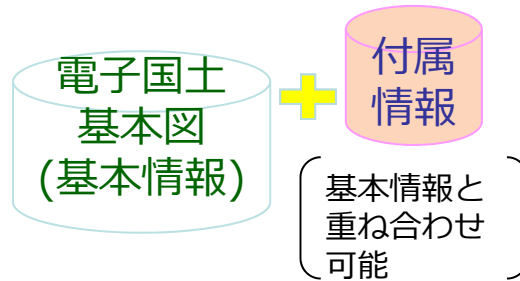 電子国土
基本図
(基本情報)
付属
情報
基本情報と
重ね合わせ
可能